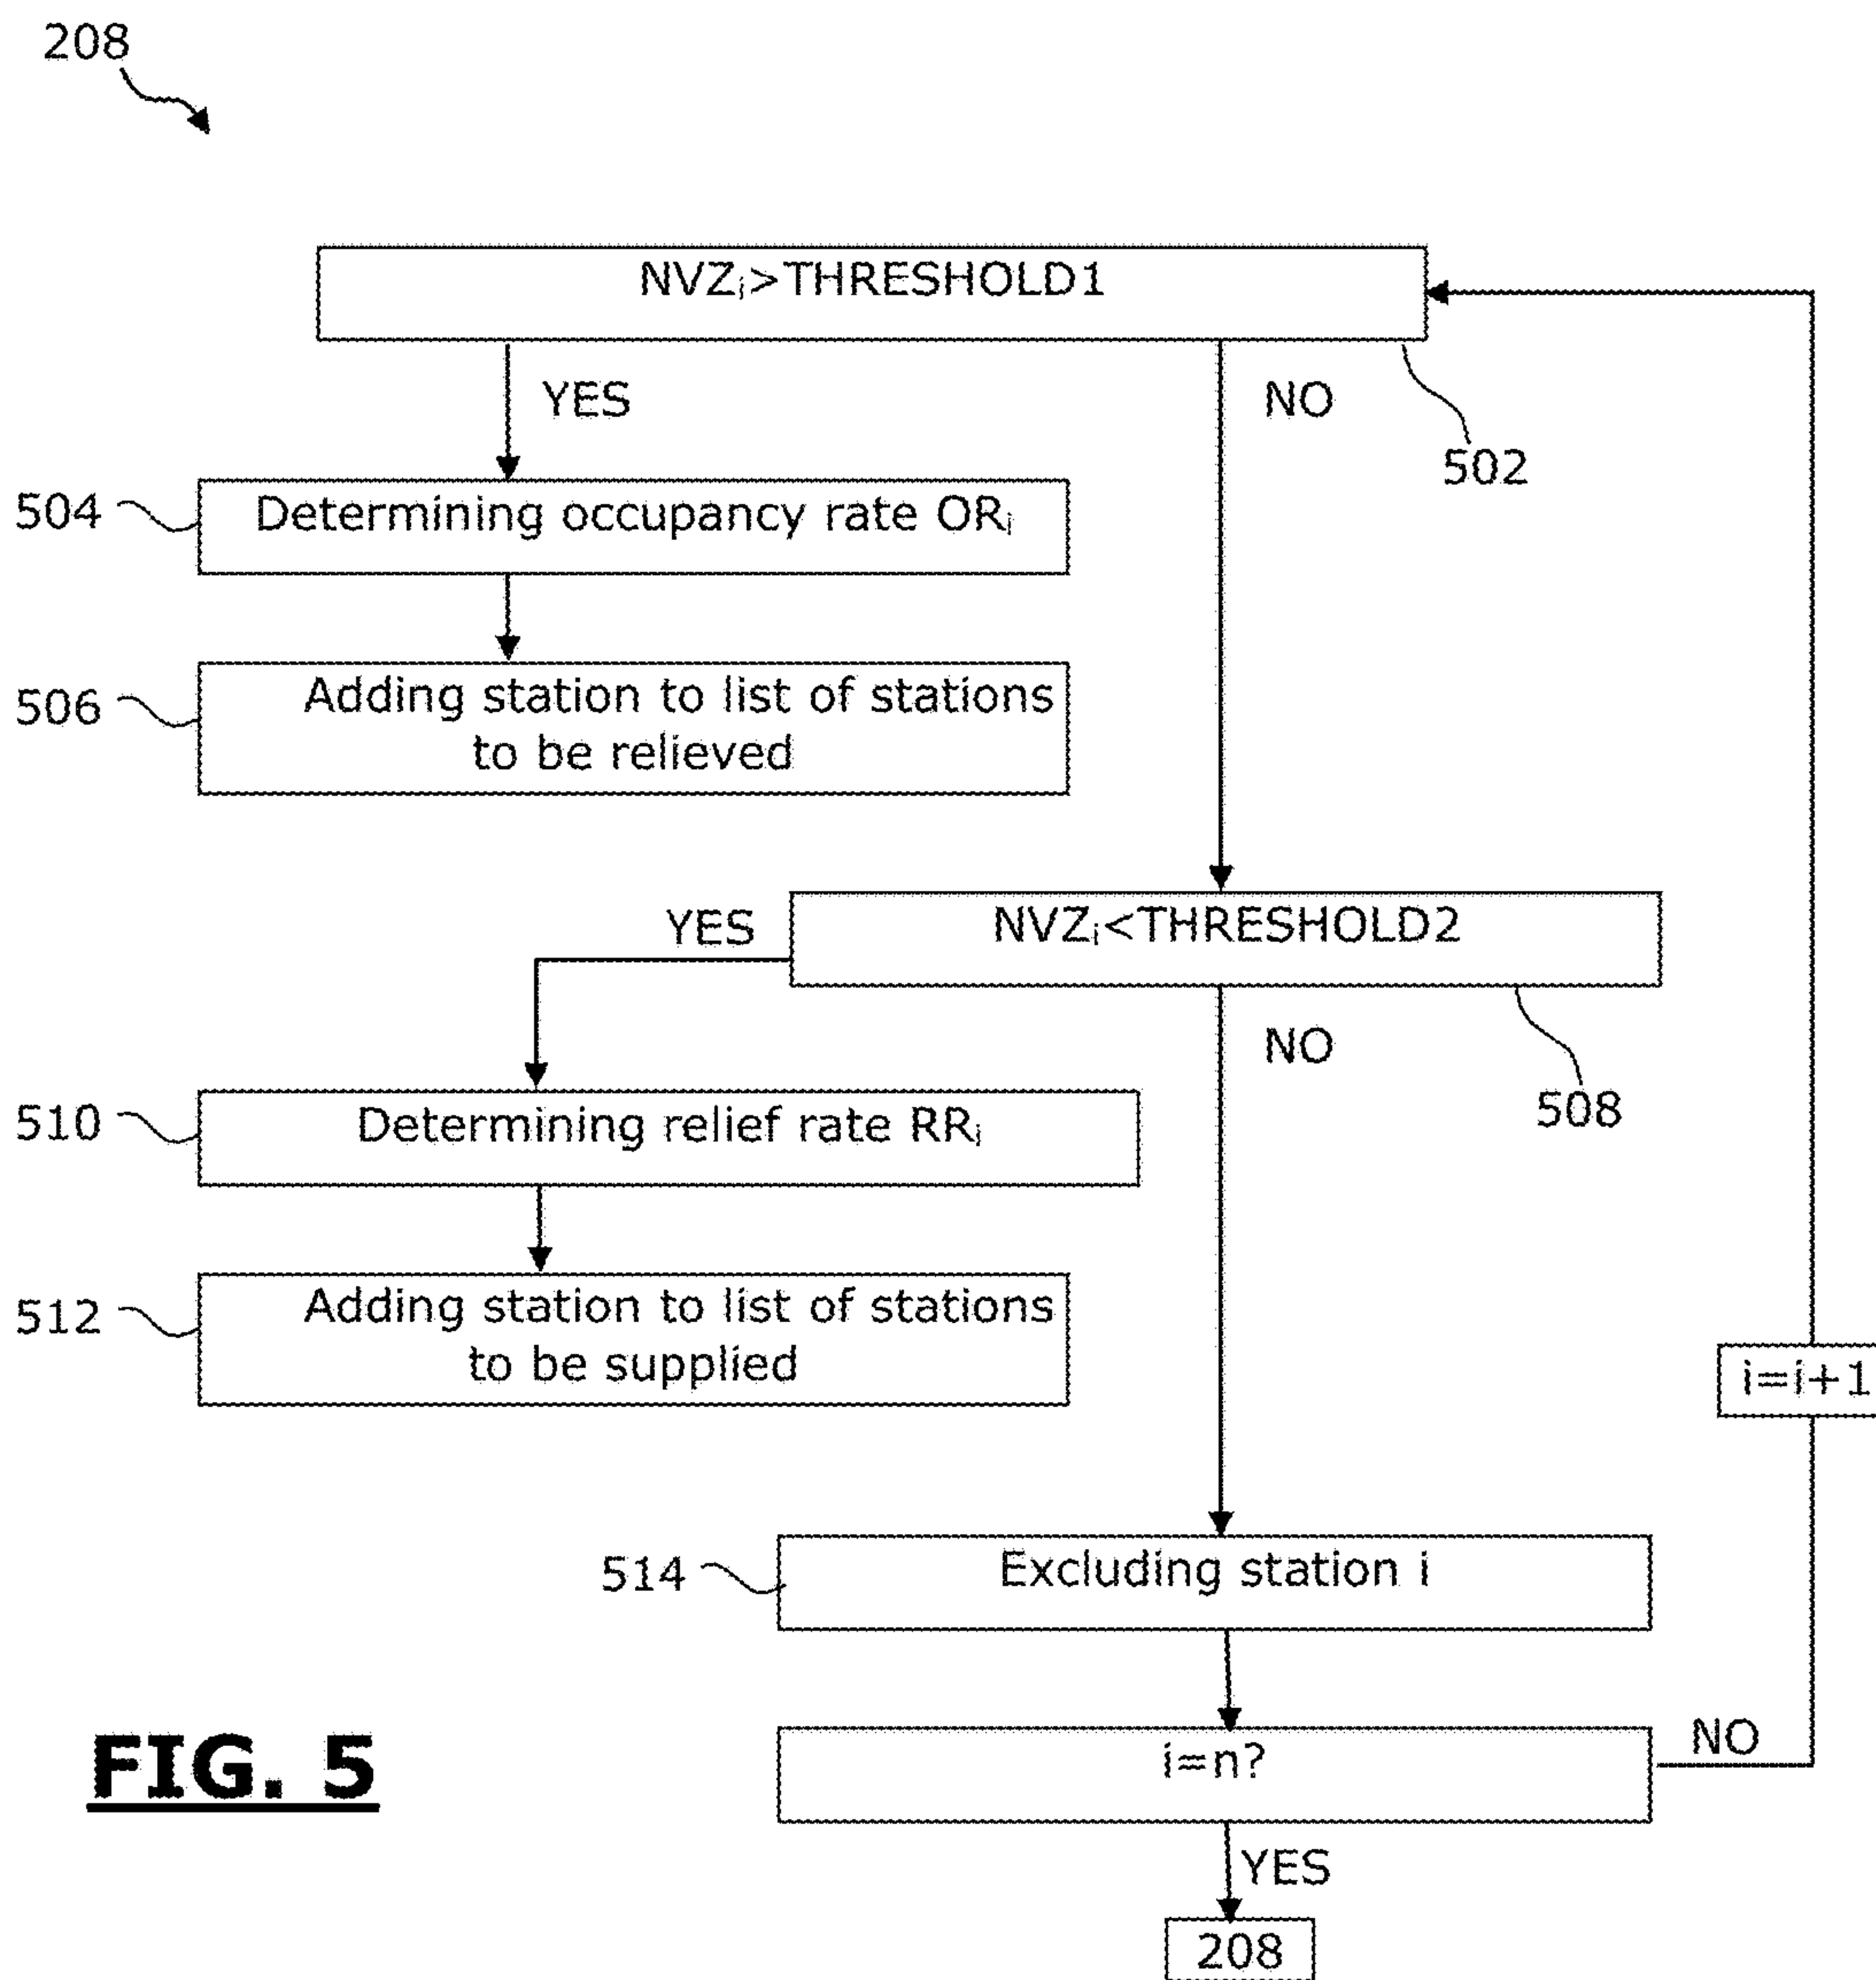 208
NVZᵢ>THRESHOLD1
YES
NO
502
504
Determining occupancy rate ORᵢ
506
Adding station to list of stations
to be relieved
YES
NVZᵢ<THRESHOLD2
NO
508
510
Determining relief rate RRᵢ
512
Adding station to list of stations
to be supplied
i=i+1
514
Excluding station i
i=n?
NO
FIG. 5
YES
208